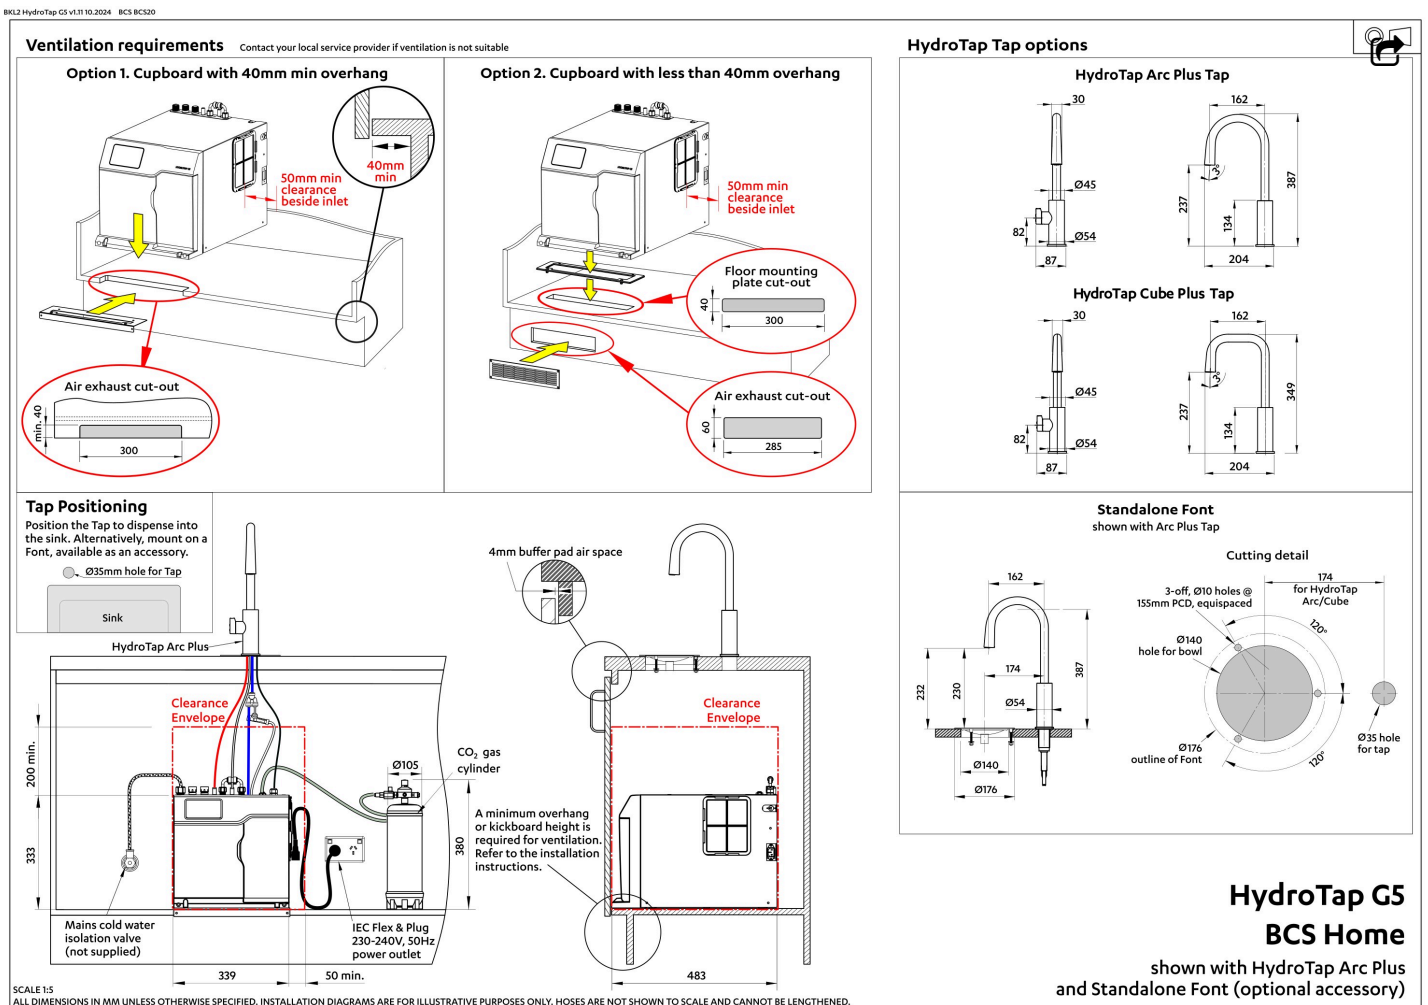 BKL2 HydroTap G5 v1.11 10.2024 BCS BCS20
Ventilation requirements Contact your local service provider if ventilation is not suitable
Option 1. Cupboard with 40mm min overhang
40mm
min
50mm min
clearance
beside inlet
Air exhaust cut-out
min. 40
300
Option 2. Cupboard with less than 40mm overhang
50mm min
clearance
beside inlet
Floor mounting
plate cut-out
40
300
Air exhaust cut-out
60
285
HydroTap Tap options
HydroTap Arc Plus Tap
30
Ø45
82
Ø54
87
162
3°
237
134
387
204
HydroTap Cube Plus Tap
30
Ø45
82
Ø54
87
162
3°
237
134
349
204
Tap Positioning
Position the Tap to dispense into
the sink. Alternatively, mount on a
Font, available as an accessory.
Ø35mm hole for Tap
Sink
HydroTap Arc Plus
Clearance
Envelope
200 min.
333
Mains cold water
isolation valve
(not supplied)
339
50 min.
IEC Flex & Plug
230-240V, 50Hz
power outlet
Ø105
CO2 gas
cylinder
380
4mm buffer pad air space
Clearance
Envelope
A minimum overhang
or kickboard height is
required for ventilation.
Refer to the installation
instructions.
483
Standalone Font
shown with Arc Plus Tap
162
174
232
230
Ø54
387
Ø140
Ø176
Cutting detail
174
for HydroTap
Arc/Cube
3-off, Ø10 holes @
155mm PCD, equispaced
120°
Ø140
hole for bowl
Ø176
outline of Font
120°
Ø35 hole
for tap
HydroTap G5
BCS Home
shown with HydroTap Arc Plus
and Standalone Font (optional accessory)
SCALE 1:5
ALL DIMENSIONS IN MM UNLESS OTHERWISE SPECIFIED. INSTALLATION DIAGRAMS ARE FOR ILLUSTRATIVE PURPOSES ONLY. HOSES ARE NOT SHOWN TO SCALE AND CANNOT BE LENGTHENED.